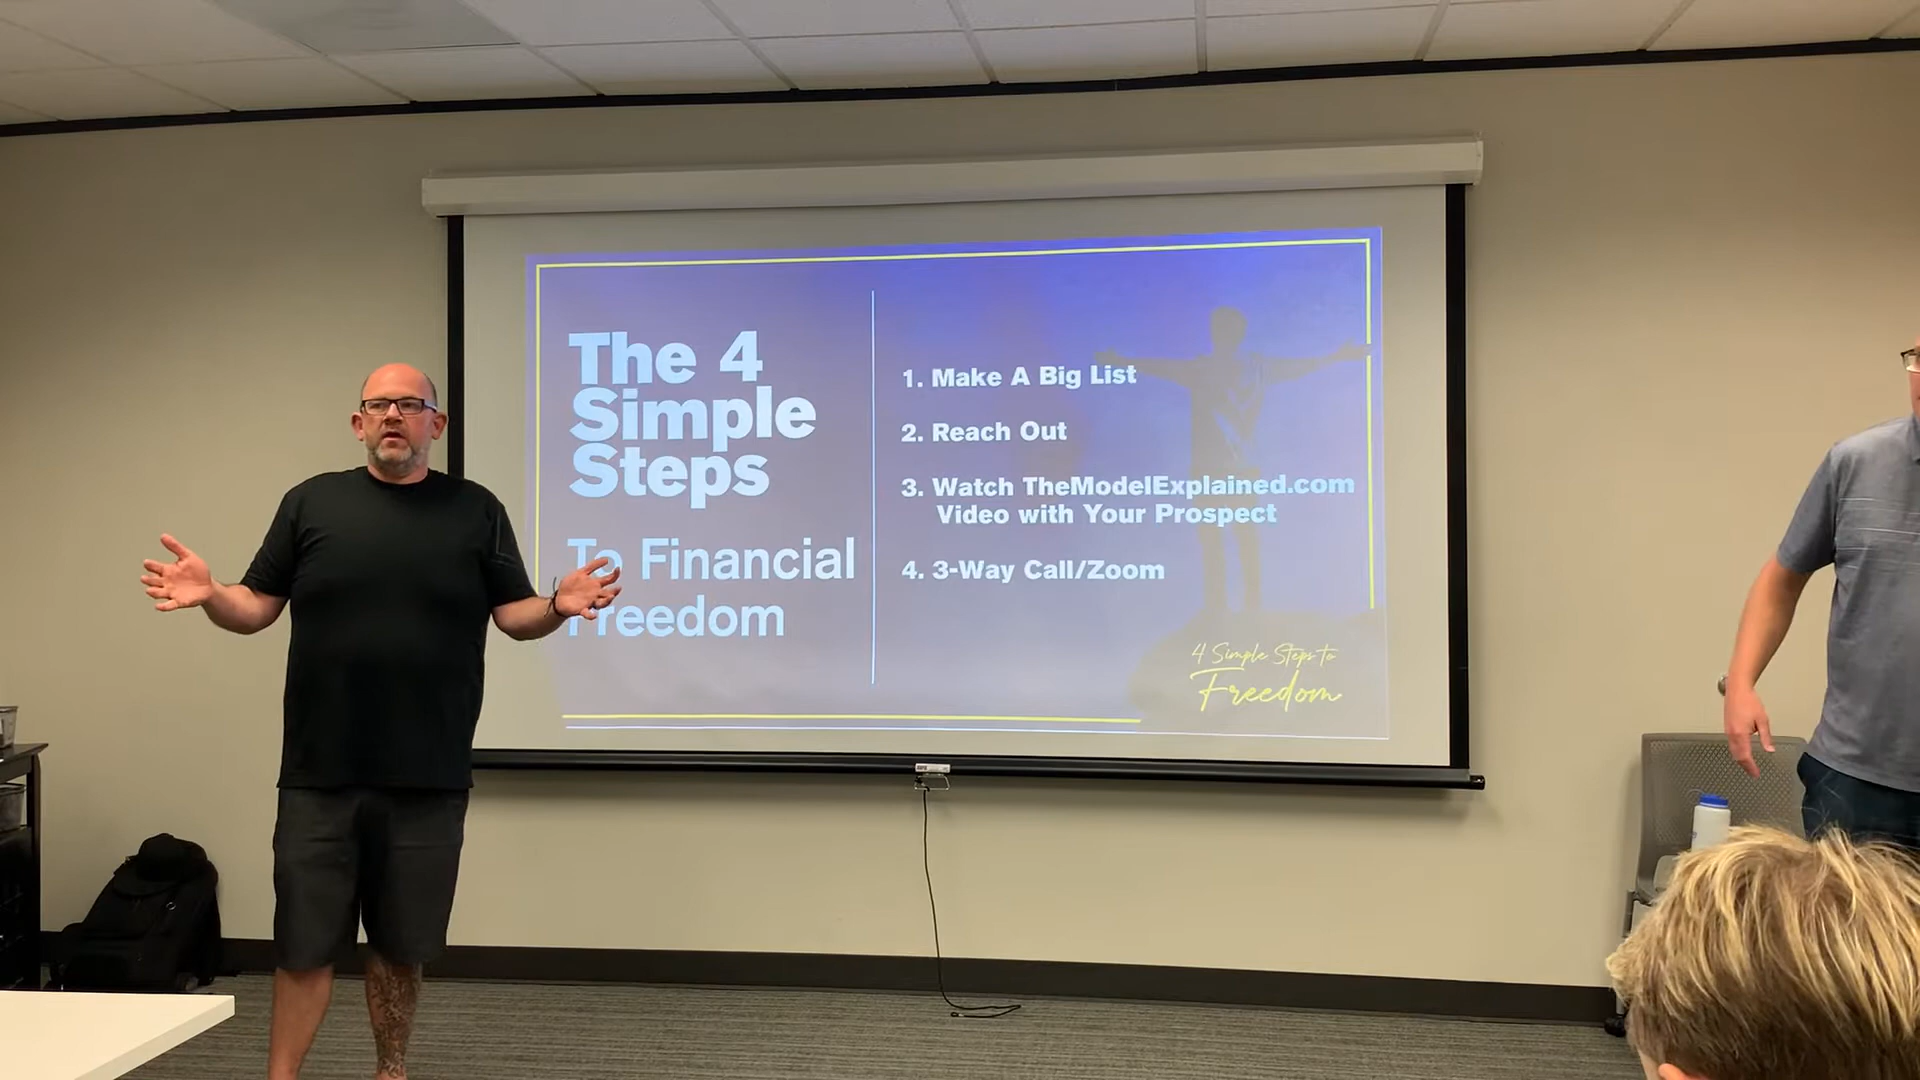 The 4
Simple
Steps
To Financial
Freedom
1. Make A Big List
2. Reach Out
3. Watch TheModelExplained.com
Video with Your Prospect
4. 3-Way Call/Zoom
4 Simple Steps to
Freedom